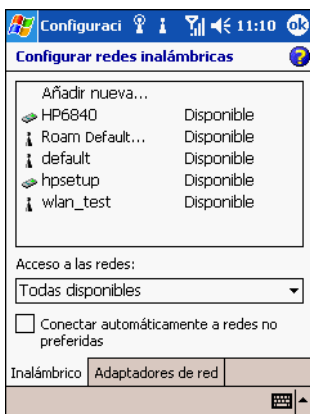 Configuraci 11:10 ok
Configurar redes inalámbricas ?
Añadir nueva...
HP6840 Disponible
Roam Default... Disponible
default Disponible
hpsetup Disponible
wlan_test Disponible
Acceso a las redes:
Todas disponibles
Conectar automáticamente a redes no
preferidas
Inalámbrico Adaptadores de red